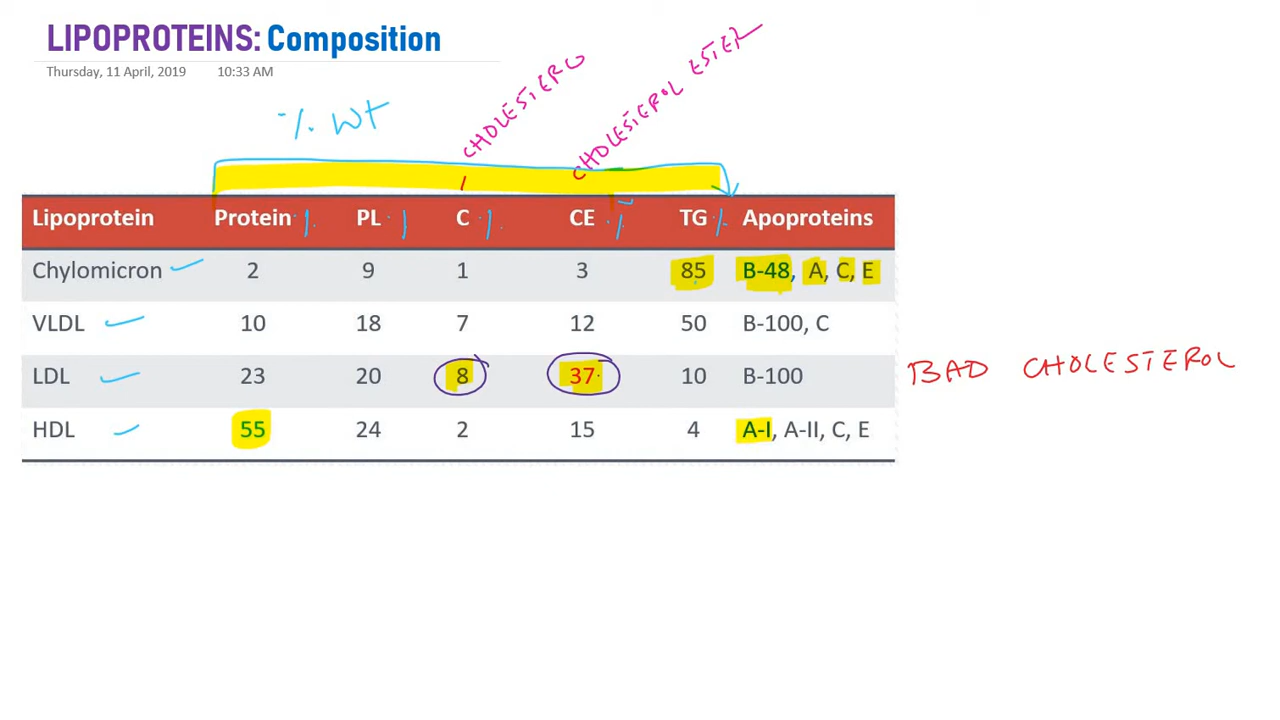 LIPOPROTEINS: Composition
Thursday, 11 April, 2019 10:33 AM
% Wt
CHOLESTERO
CHOLESTEROL ESTER
Lipoprotein Protein % PL % C % CE % TG % Apoproteins
Chylomicron 2 9 1 3 85 B-48, A, C, E
VLDL 10 18 7 12 50 B-100, C
LDL 23 20 8 37 10 B-100 BAD CHOLESTEROL
HDL 55 24 2 15 4 A-I, A-II, C, E